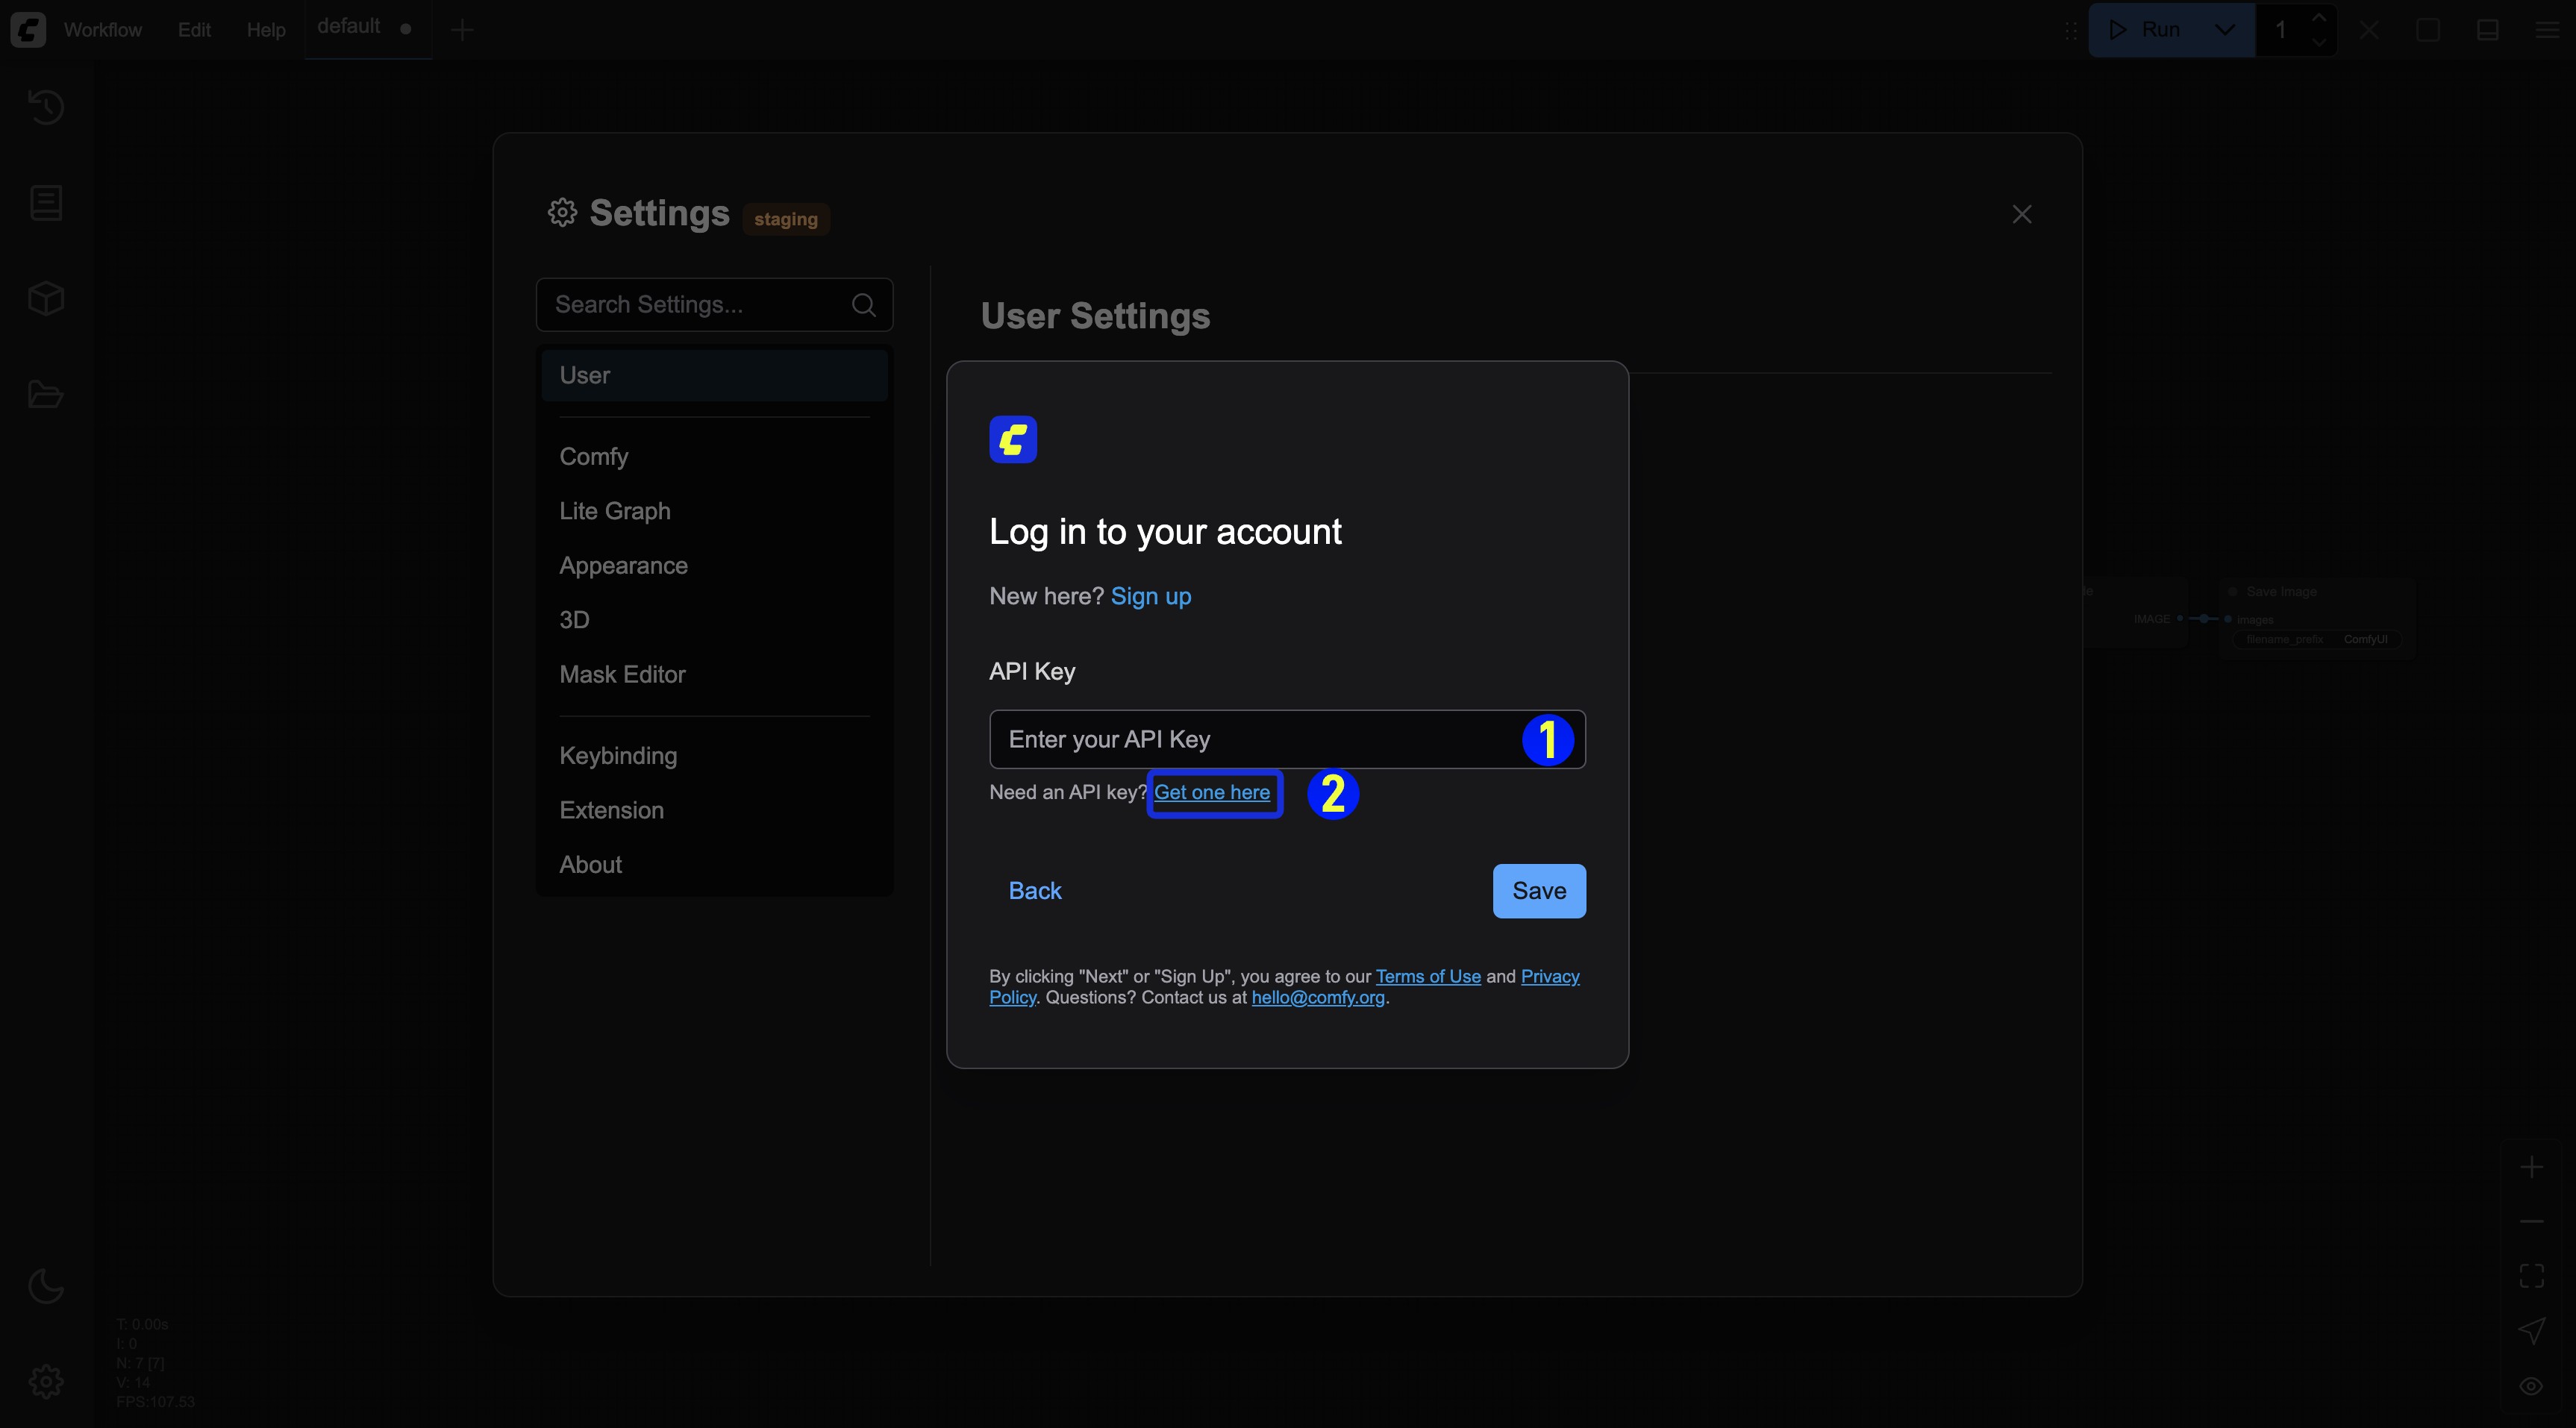 Workflow Edit Help default Run 1
Settings staging
Search Settings...
User
Comfy
Lite Graph
Appearance
3D
Mask Editor
Keybinding
Extension
About
User Settings
Log in to your account
New here? Sign up
API Key
Enter your API Key 1
Need an API key? Get one here 2
Back Save
By clicking "Next" or "Sign Up", you agree to our Terms of Use and Privacy
Policy. Questions? Contact us at hello@comfy.org.
Save Image
IMAGE images
filename_prefix ComfyUI
T: 0.00s
I: 0
N: 7 [7]
V: 14
FPS:107.53